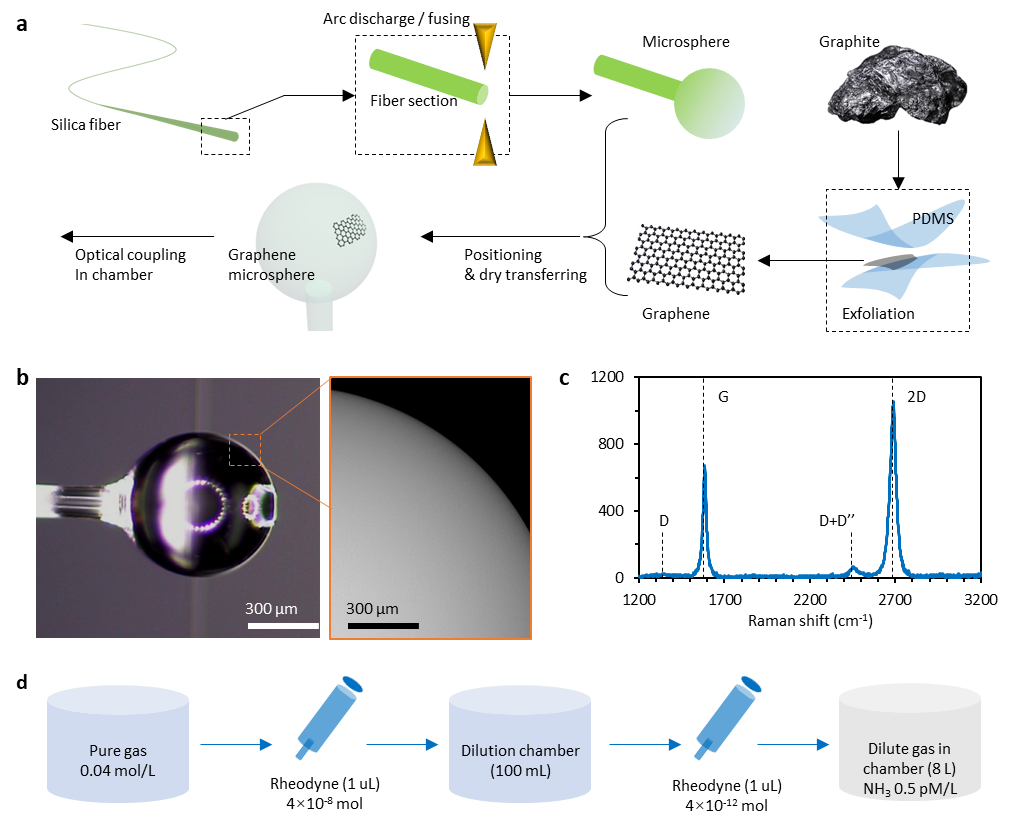 a
Arc discharge / fusing
Microsphere
Graphite
Fiber section
Silica fiber
PDMS
Optical coupling
In chamber
Graphene
microsphere
Positioning
& dry transferring
Graphene
Exfoliation
b
300 µm
300 µm
c
1200
800
400
0
G
2D
D
D+D’’
1200
1700
2200
2700
3200
Raman shift (cm⁻¹)
d
Pure gas
0.04 mol/L
Rheodyne (1 uL)
4×10⁻⁸ mol
Dilution chamber
(100 mL)
Rheodyne (1 uL)
4×10⁻¹² mol
Dilute gas in
chamber (8 L)
NH₃ 0.5 pM/L